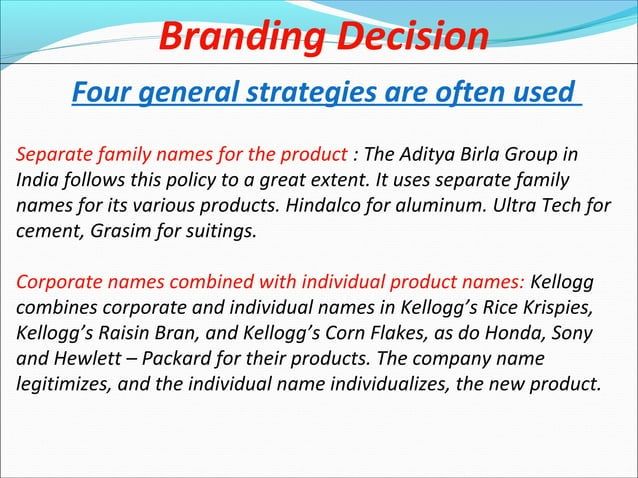 Branding Decision
Four general strategies are often used
Separate family names for the product : The Aditya Birla Group in
India follows this policy to a great extent. It uses separate family
names for its various products. Hindalco for aluminum. Ultra Tech for
cement, Grasim for suitings.
Corporate names combined with individual product names: Kellogg
combines corporate and individual names in Kellogg’s Rice Krispies,
Kellogg’s Raisin Bran, and Kellogg’s Corn Flakes, as do Honda, Sony
and Hewlett – Packard for their products. The company name
legitimizes, and the individual name individualizes, the new product.